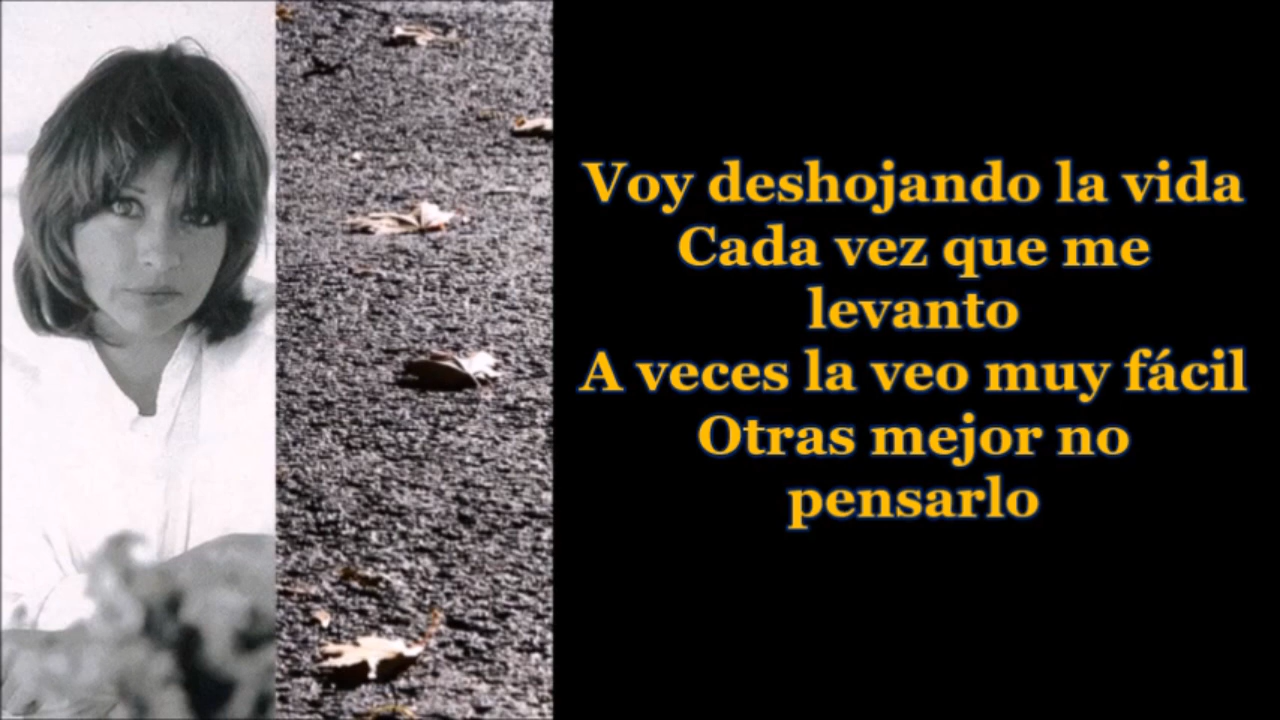 Voy deshojando la vida
Cada vez que me
levanto
A veces la veo muy fácil
Otras mejor no
pensarlo